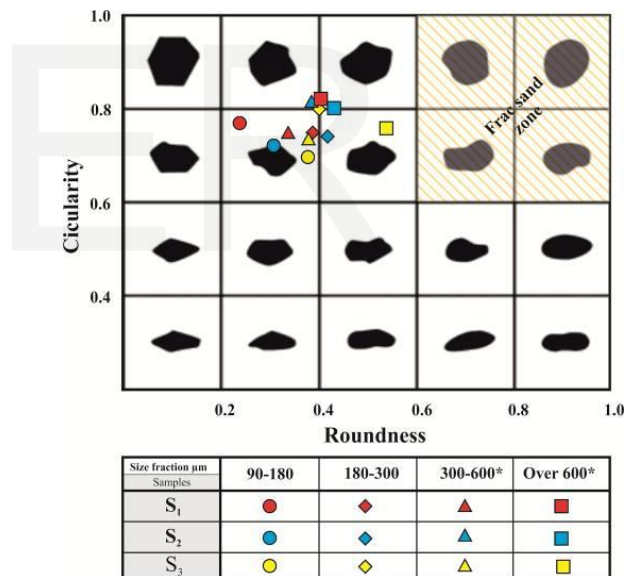 ER
1.0
0.8
0.6
0.4
Cicularity
Frac sand
zone
0.2 0.4 0.6 0.8 1.0
Roundness
Size fraction µm 90-180 180-300 300-600* Over 600*
Samples
S₁
S₂
S₃